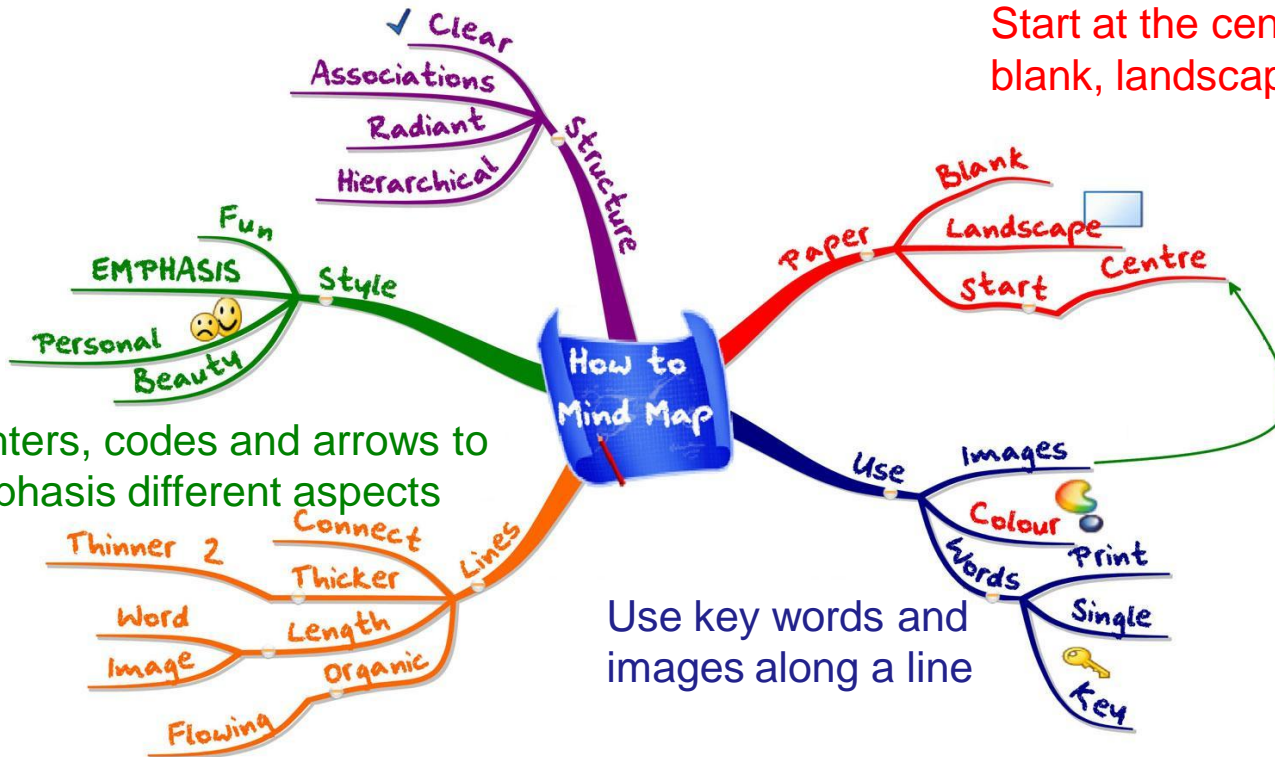 Start at the cen
blank, landscap
Clear
Associations
Radiant
Hierarchical
Structure
Blank
Landscape
Paper
Start
Centre
Fun
EMPHASIS
Style
Personal
Beauty
How to
Mind Map
nters, codes and arrows to
phasis different aspects
Use
Images
Colour
Words
Print
Single
Key
Connect
Thinner 2
Thicker
Lines
Word
Length
Image
Organic
Flowing
Use key words and
images along a line